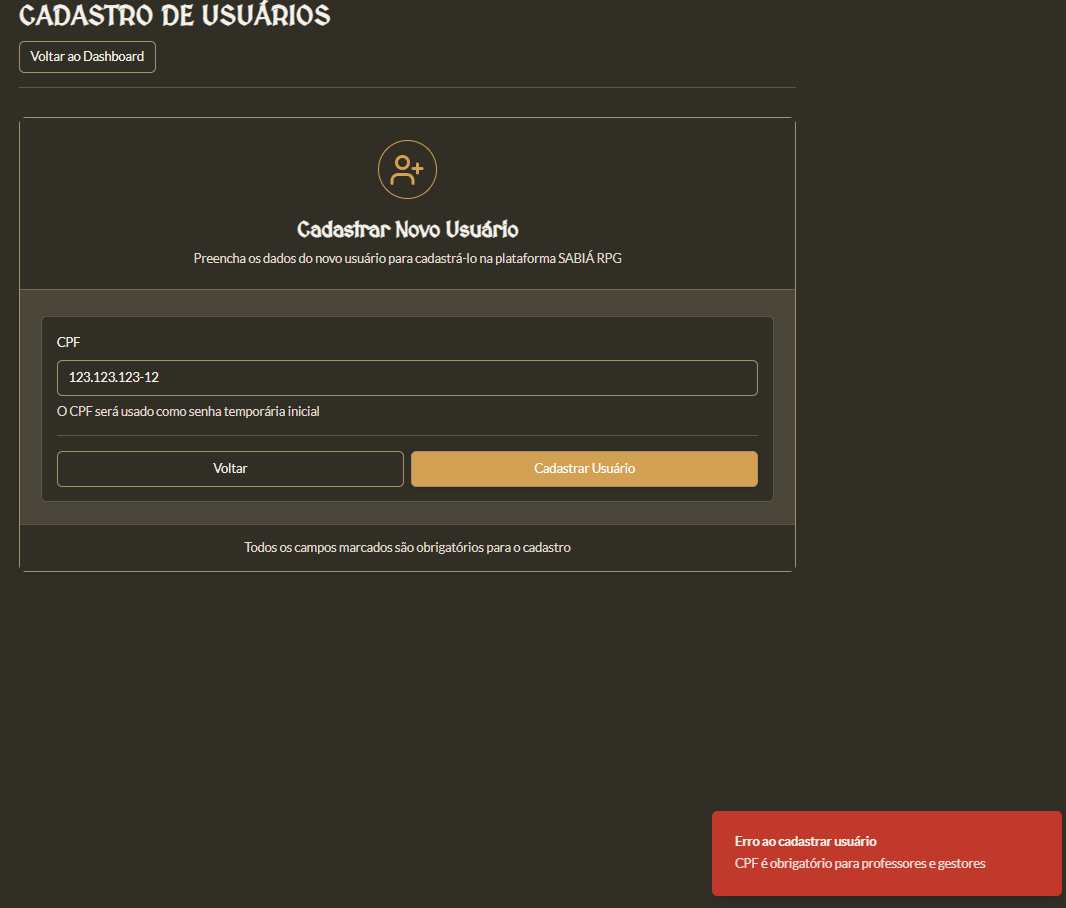 CADASTRO DE USUÁRIOS
Voltar ao Dashboard
Cadastrar Novo Usuário
Preencha os dados do novo usuário para cadastrá-lo na plataforma SABIÁ RPG
CPF
123.123.123-12
O CPF será usado como senha temporária inicial
Voltar
Cadastrar Usuário
Todos os campos marcados são obrigatórios para o cadastro
Erro ao cadastrar usuário
CPF é obrigatório para professores e gestores